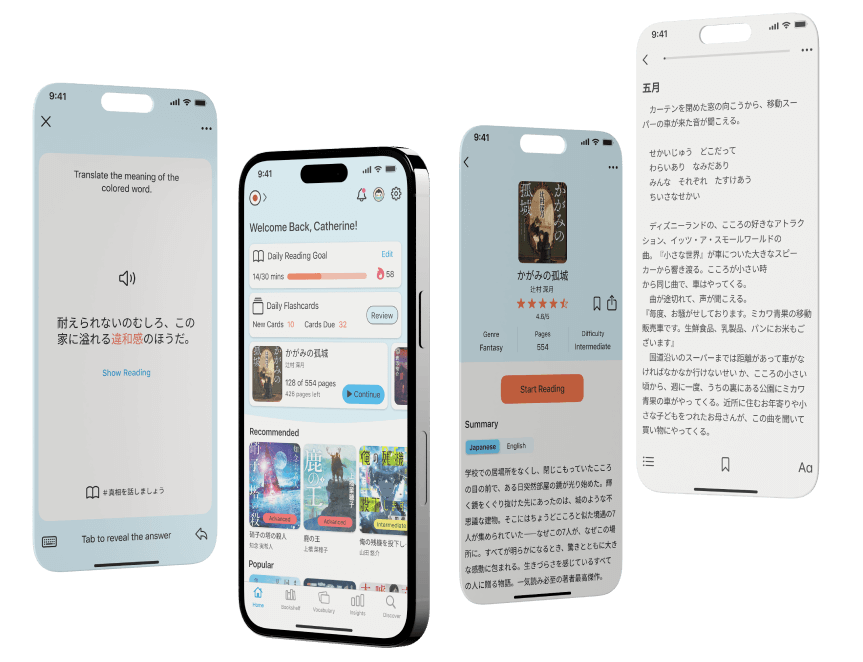 9:41
Translate the meaning of the
colored word.
耐えられないのむしろ、この
家に溢れる違和感のほうだ。
Show Reading
#真相を話しましょう
Tab to reveal the answer
9:41
Welcome Back, Catherine!
Daily Reading Goal
Edit
14/30 mins
58
Daily Flashcards
New Cards 10 Cards Due 32
Review
かがみの孤城
辻村 深月
128 of 554 pages
426 pages left
Continue
Recommended
硝子の塔の殺
鹿の王
俺の残機
Advanced
Advanced
Intermediate
硝子の塔の殺人
知念 実希人
鹿の王
上橋 菜穂子
俺の残機を投下し
山田 悠介
Popular
Home
Bookshelf
Vocabulary
Insights
Discover
9:41
かがみの孤城
辻村深月
かがみの孤城
辻村 深月
4.6/5
Genre
Pages
Difficulty
Fantasy
554
Intermediate
Start Reading
Summary
Japanese
English
学校での居場所をなくし、閉じこもっていたこころ
の目の前で、ある日突然部屋の鏡が光り始めた。輝
く鏡をくぐり抜けた先にあったのは、城のような不
思議な建物。そこにはちょうどこころと似た境遇の7
人が集められていた――なぜこの7人が、なぜこの場
所に。すべてが明らかになるとき、驚きとともに大き
な感動に包まれる。生きづらさを感じているすべて
の人に贈る物語。一気読み必至の著者最高傑作。
9:41
五月
カーテンを閉めた窓の向こうから、移動スー
パーの車が来た音が聞こえる。
せかいじゅう どこだって
わらいあり なみだあり
みんな それぞれ たすけあう
ちいさなせかい
ディズニーランドの、こころの好きなアトラク
ション、イッツ・ア・スモールワールドの
曲。『小さな世界』が車についた大きなスピー
カーから響き渡る。こころが小さい時
から同じ曲で、車はやってくる。
曲が途切れて、声が聞こえる。
『毎度、お騒がせしております。ミカワ青果の移動
販売車です。生鮮食品、乳製品、パンにお米もご
ざいます』
国道沿いのスーパーまでは距離があって車がな
ければなかなか行けないせいか、こころの小さい
頃から、週に一度、うちの裏にある公園にミカワ
青果の車がやってくる。近所に住むお年寄りや小
さな子どもをつれたお母さんが、この曲を聞いて
買い物にやってくる。
Aa